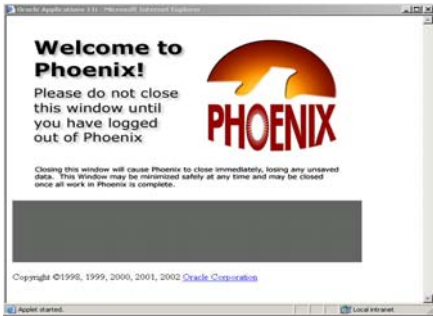 Oracle Applications 11i - Microsoft Internet Explorer
Welcome to
Phoenix!
Please do not close
this window until
you have logged
out of Phoenix
PHOENIX
Closing this window will cause Phoenix to close immediately, losing any unsaved
data. This Window may be minimized safely at any time and may be closed
once all work in Phoenix is complete.
Copyright ©1998, 1999, 2000, 2001, 2002 Oracle Corporation
Applet started.
Local intranet